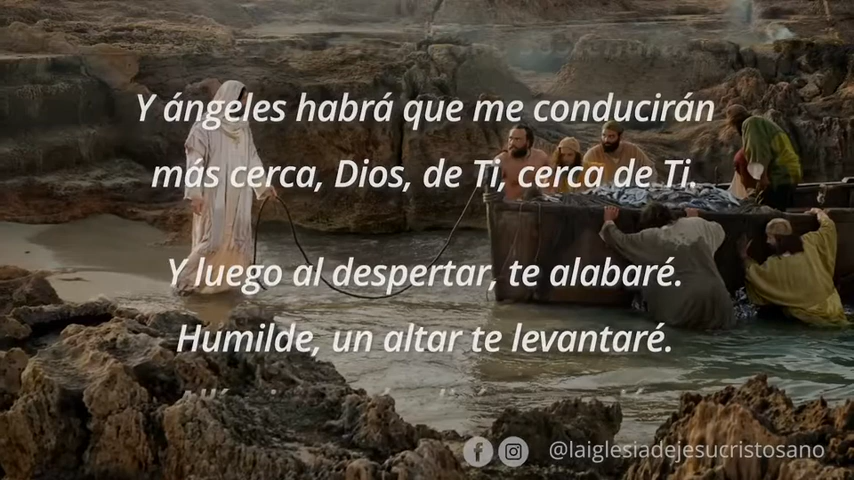 Y ángeles habrá que me conducirán
más cerca, Dios, de Ti, cerca de Ti.
Y luego al despertar, te alabaré.
Humilde, un altar te levantaré.
@laiglesiadejesucristosano